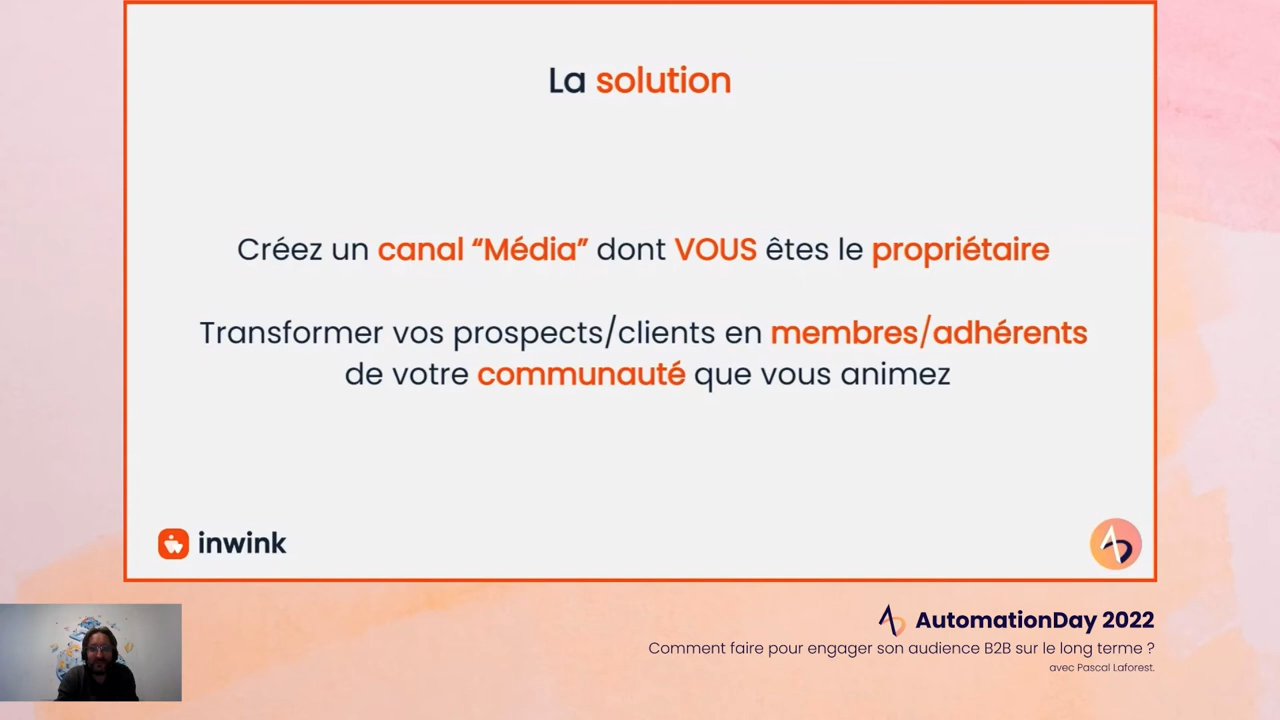 La solution
Créez un canal “Média” dont VOUS êtes le propriétaire
Transformer vos prospects/clients en membres/adhérents
de votre communauté que vous animez
inwink
AutomationDay 2022
Comment faire pour engager son audience B2B sur le long terme ?
avec Pascal Laforest.